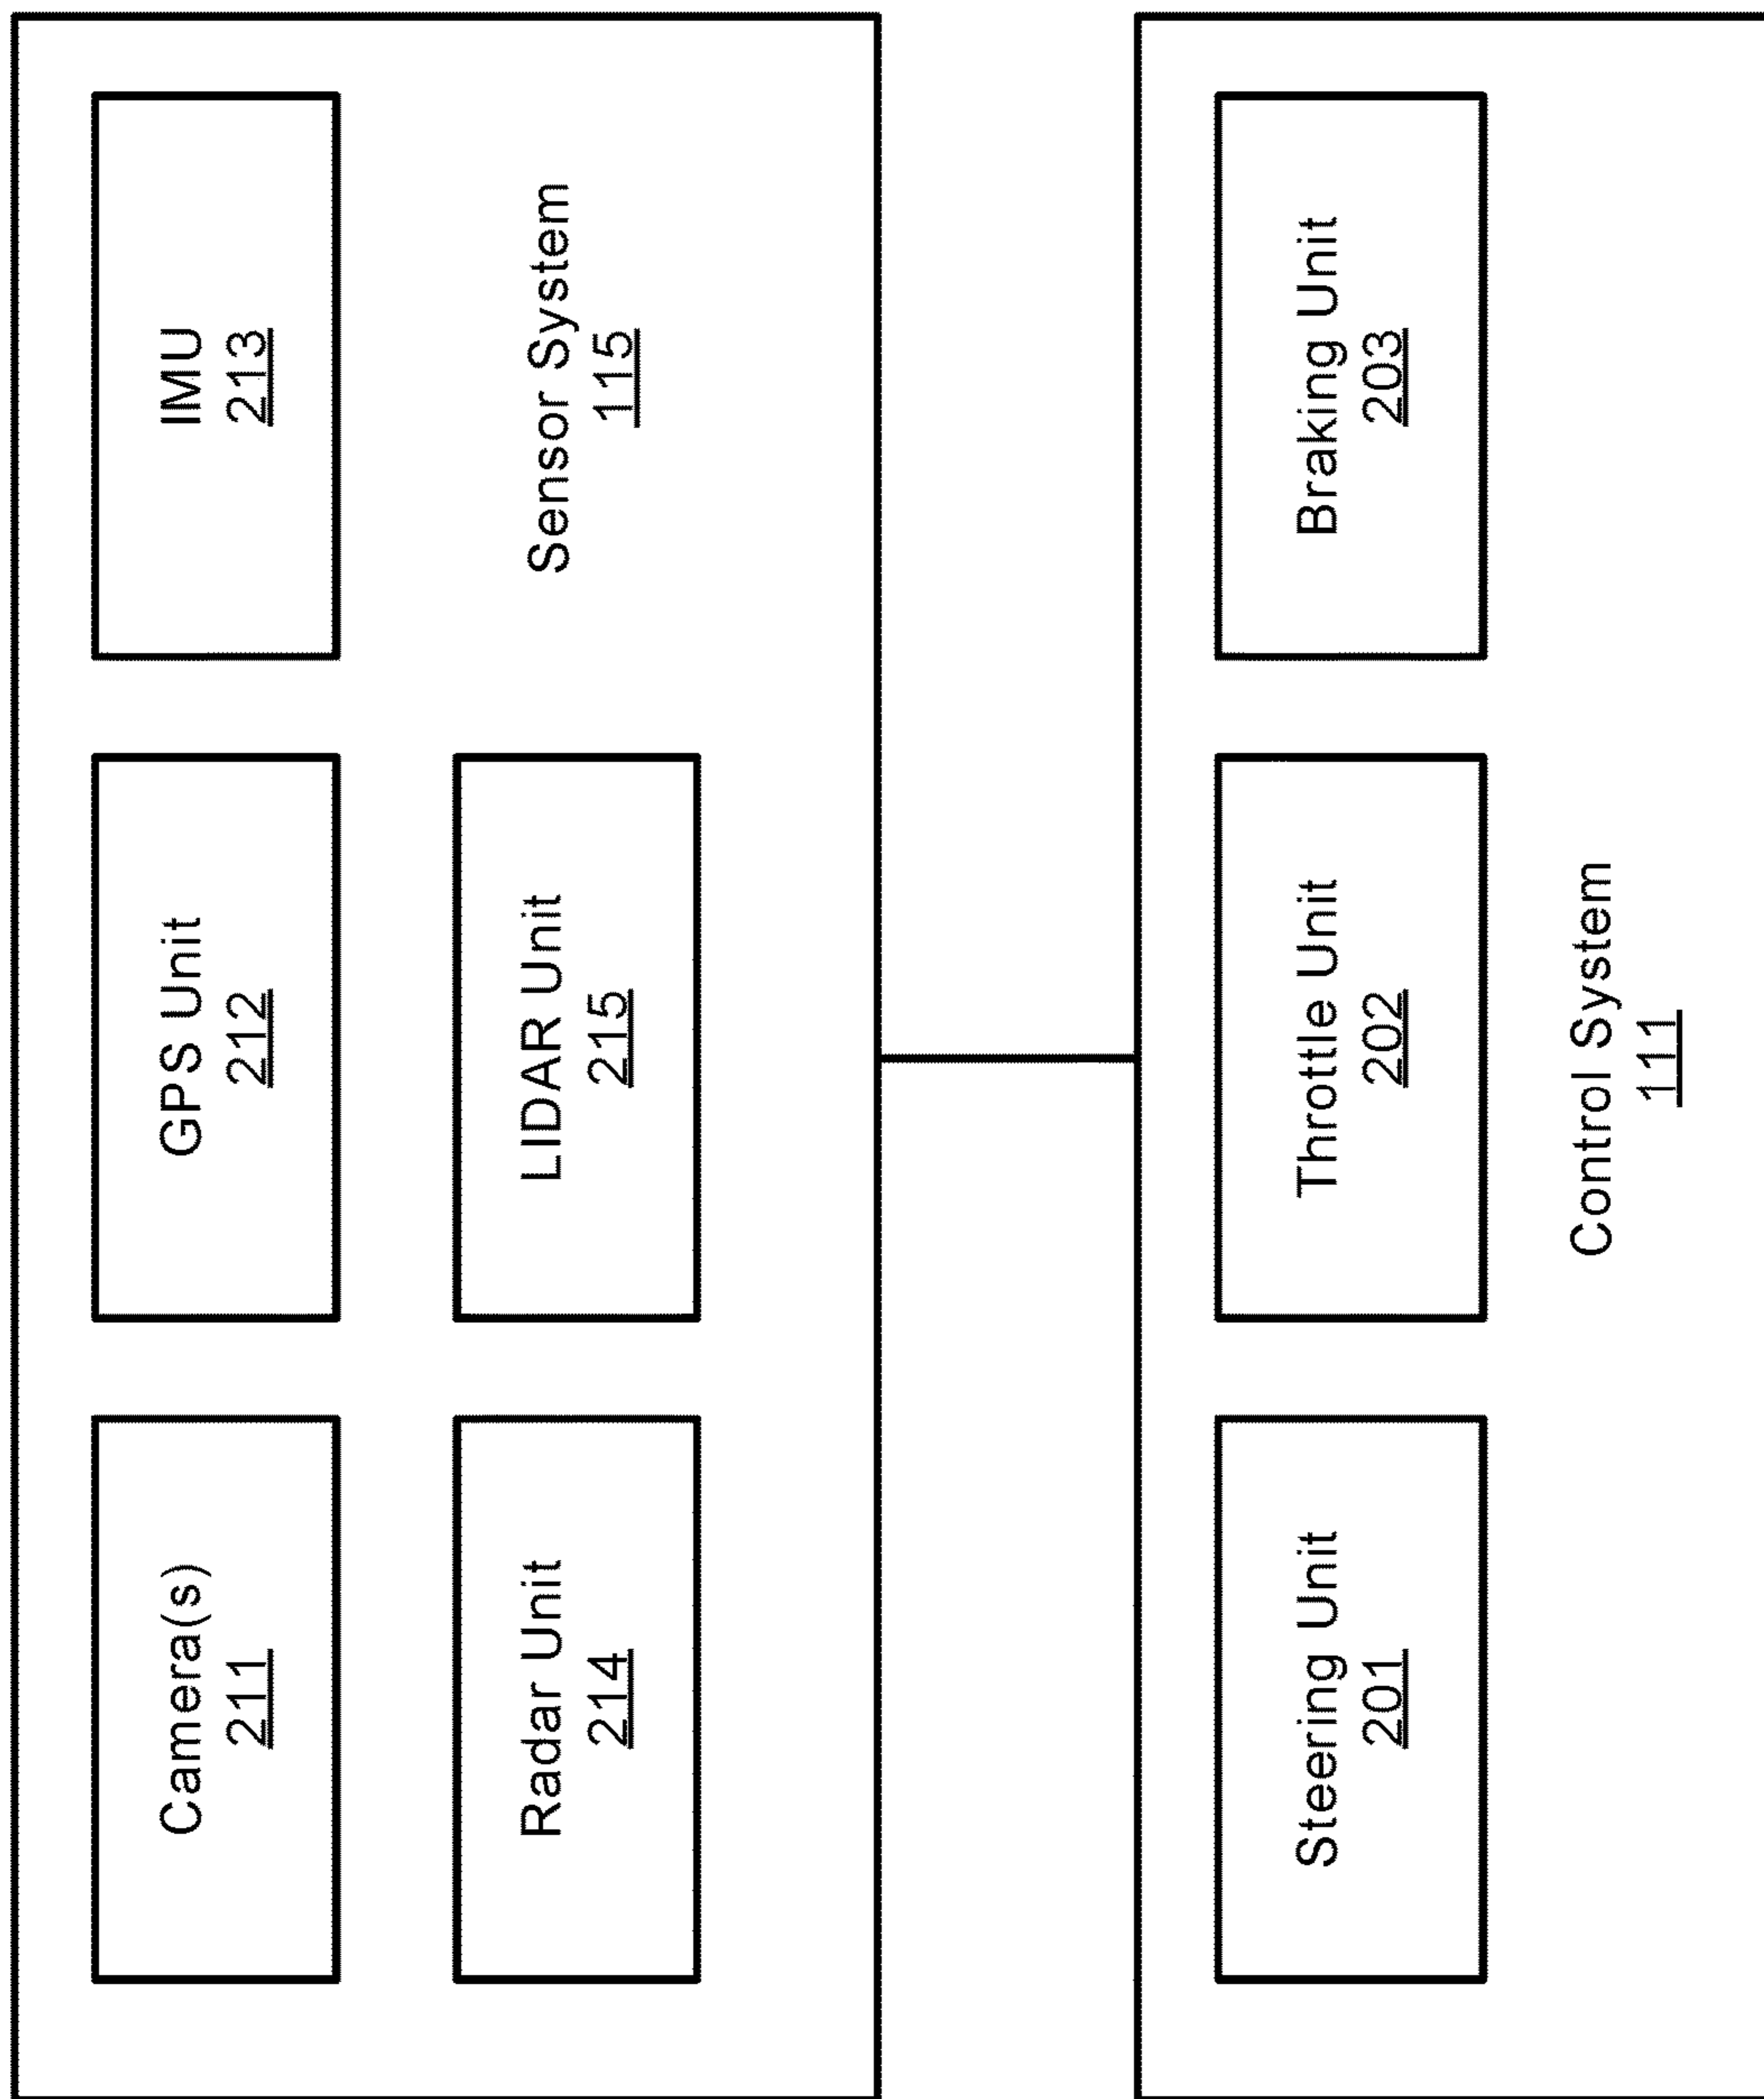 Camera(s)
211
GPS Unit
212
IMU
213
Radar Unit
214
LIDAR Unit
215
Sensor System
115
Steering Unit
201
Throttle Unit
202
Braking Unit
203
Control System
111